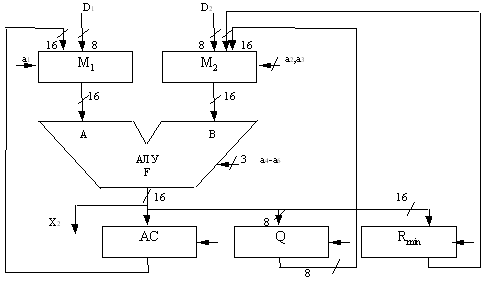 D1 D2
16 8 8 16
a1 M1 M2 a2,a3
16 16
A B
АЛУ 3 a4-a6
F
16 16
X2 8
AC Q Rmin
8